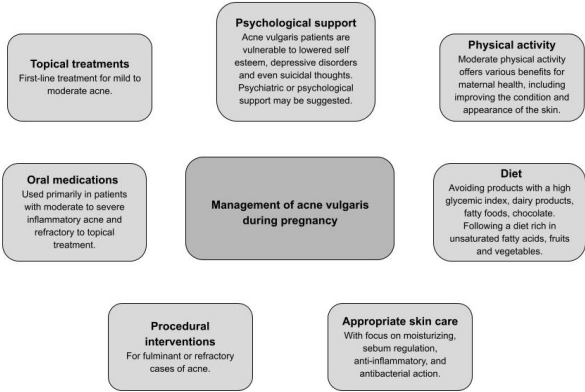 Psychological support
Acne vulgaris patients are
vulnerable to lowered self
esteem, depressive disorders
and even suicidal thoughts.
Psychiatric or psychological
support may be suggested.
Topical treatments
First-line treatment for mild to
moderate acne.
Physical activity
Moderate physical activity
offers various benefits for
maternal health, including
improving the condition and
appearance of the skin.
Oral medications
Used primarily in patients
with moderate to severe
inflammatory acne and
refractory to topical
treatment.
Management of acne vulgaris
during pregnancy
Diet
Avoiding products with a high
glycemic index, dairy products,
fatty foods, chocolate.
Following a diet rich in
unsaturated fatty acids, fruits
and vegetables.
Procedural
interventions
For fulminant or refractory
cases of acne.
Appropriate skin care
With focus on moisturizing,
sebum regulation,
anti-inflammatory, and
antibacterial action.